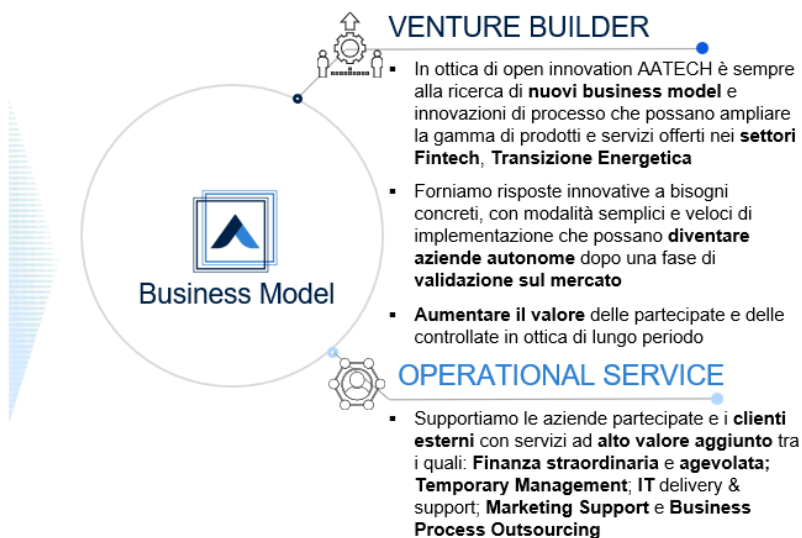 VENTURE BUILDER
▪ In ottica di open innovation AATECH è sempre
alla ricerca di nuovi business model e
innovazioni di processo che possano ampliare
la gamma di prodotti e servizi offerti nei settori
Fintech, Transizione Energetica
▪ Forniamo risposte innovative a bisogni
concreti, con modalità semplici e veloci di
implementazione che possano diventare
aziende autonome dopo una fase di
validazione sul mercato
▪ Aumentare il valore delle partecipate e delle
controllate in ottica di lungo periodo
Business Model
OPERATIONAL SERVICE
▪ Supportiamo le aziende partecipate e i clienti
esterni con servizi ad alto valore aggiunto tra
i quali: Finanza straordinaria e agevolata;
Temporary Management; IT delivery &
support; Marketing Support e Business
Process Outsourcing